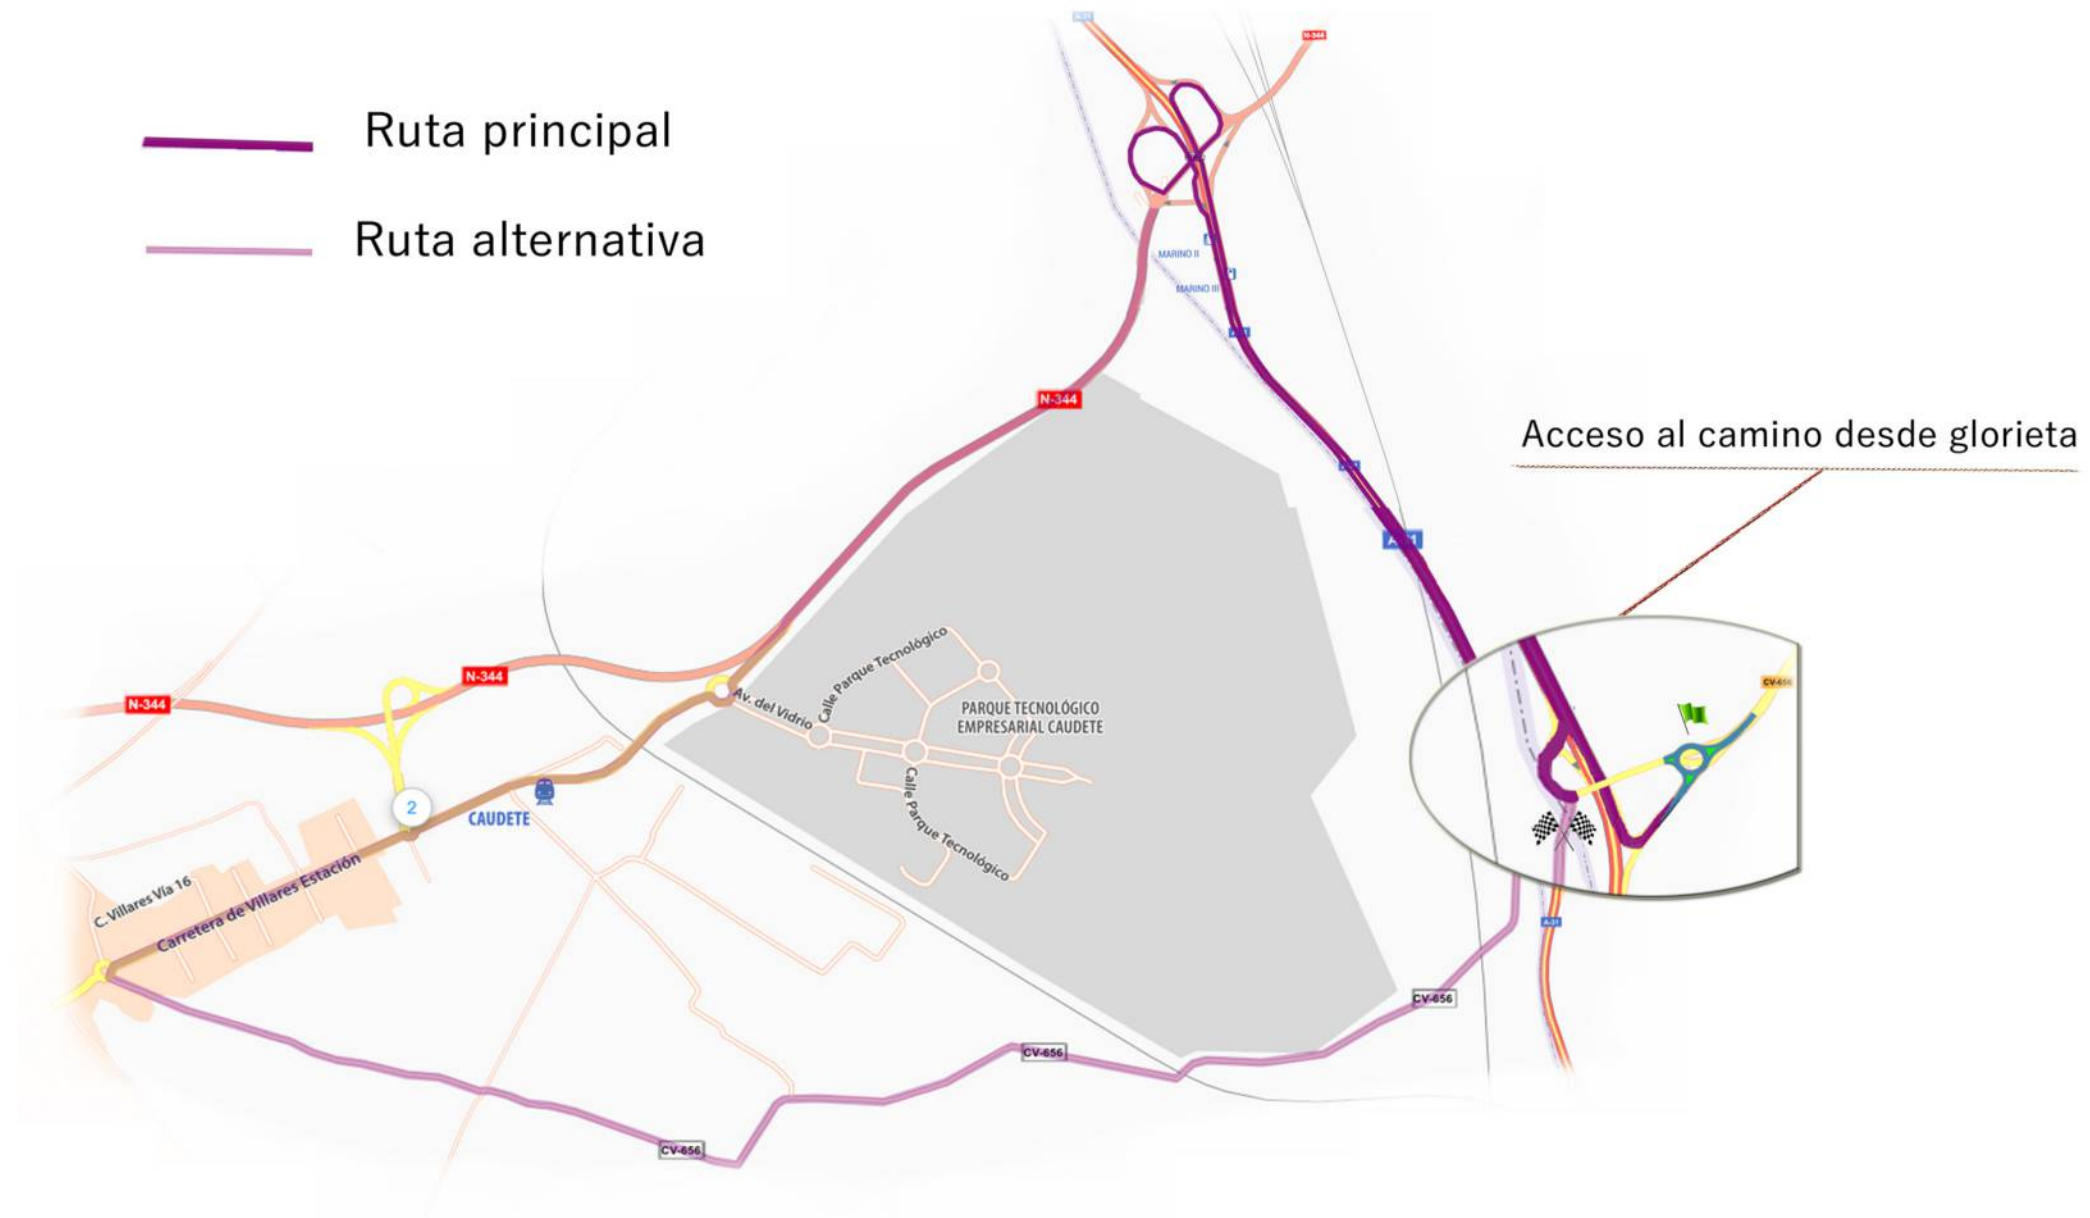 A-31
N-344
Ruta principal
Ruta alternativa
MARINO II
MARINO III
N-344
Acceso al camino desde glorieta
Calle Parque Tecnológico
N-344
N-344
Av. del Vidrio
PARQUE TECNOLÓGICO
EMPRESARIAL CAUDETE
CV-656
2
CAUDETE
Calle Parque Tecnológico
C. Villares Vía 16
Carretera de Villares Estación
A-31
CV-656
CV-656
CV-656